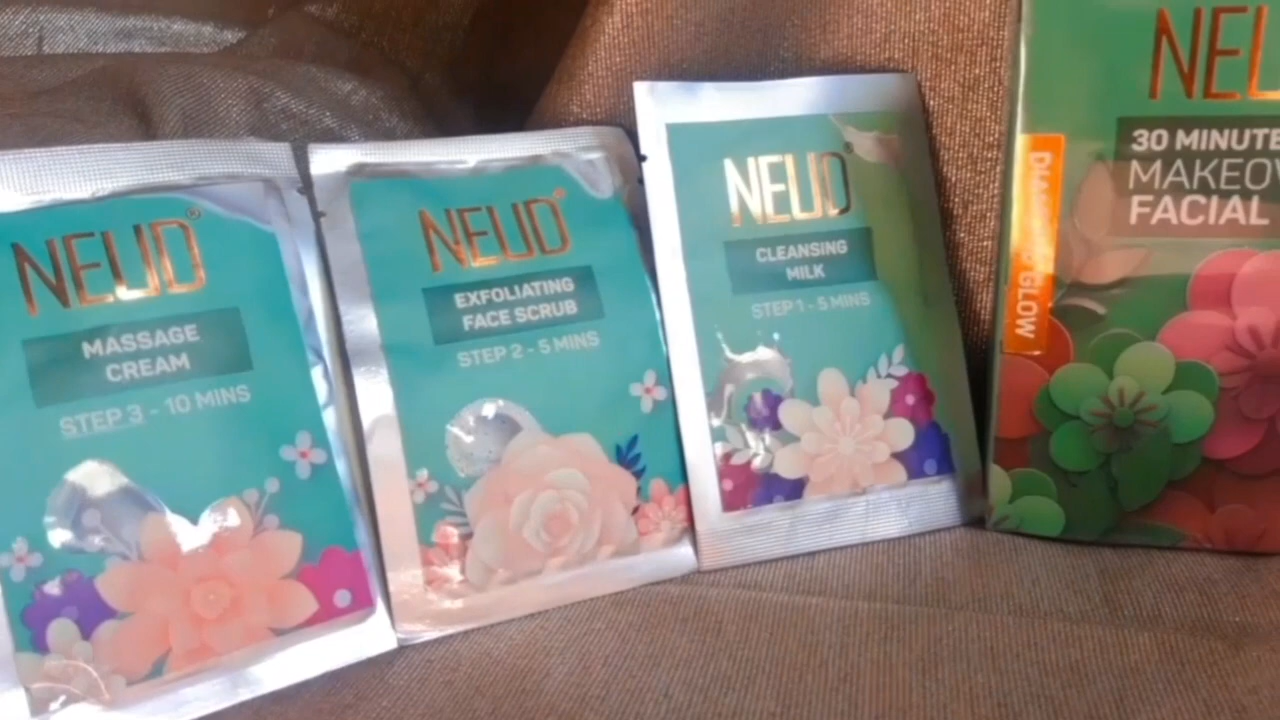 NEUD®
MASSAGE
CREAM
STEP 3 - 10 MINS
NEUD®
EXFOLIATING
FACE SCRUB
STEP 2 - 5 MINS
NEUD®
CLEANSING
MILK
STEP 1 - 5 MINS
30 MINUTE
FACIAL
GLOW